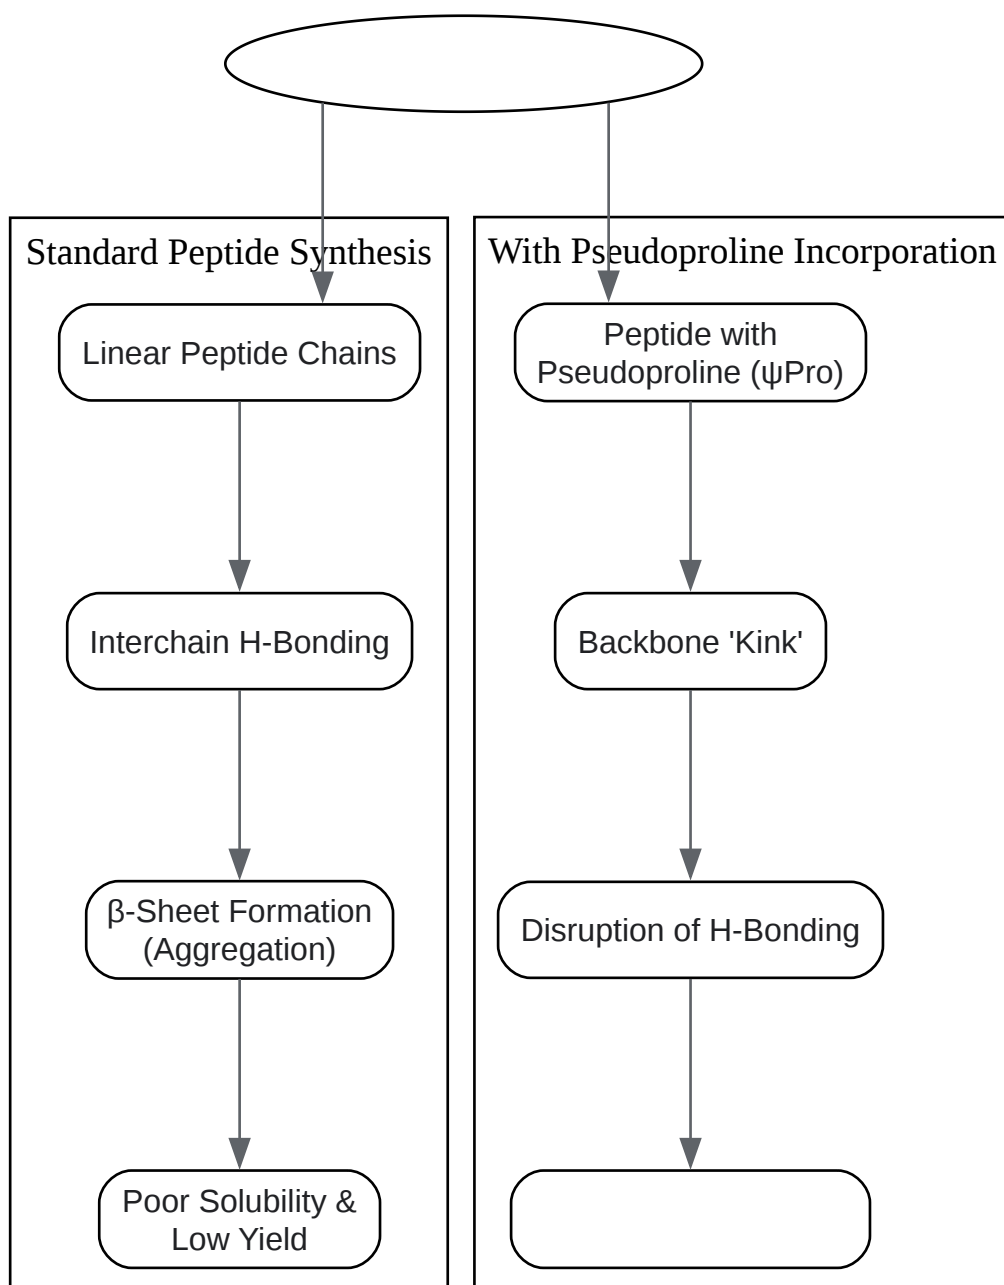 Standard Peptide Synthesis
Linear Peptide Chains
Interchain H-Bonding
β-Sheet Formation
(Aggregation)
Poor Solubility &
Low Yield
With Pseudoproline Incorporation
Peptide with
Pseudoproline (ψPro)
Backbone 'Kink'
Disruption of H-Bonding